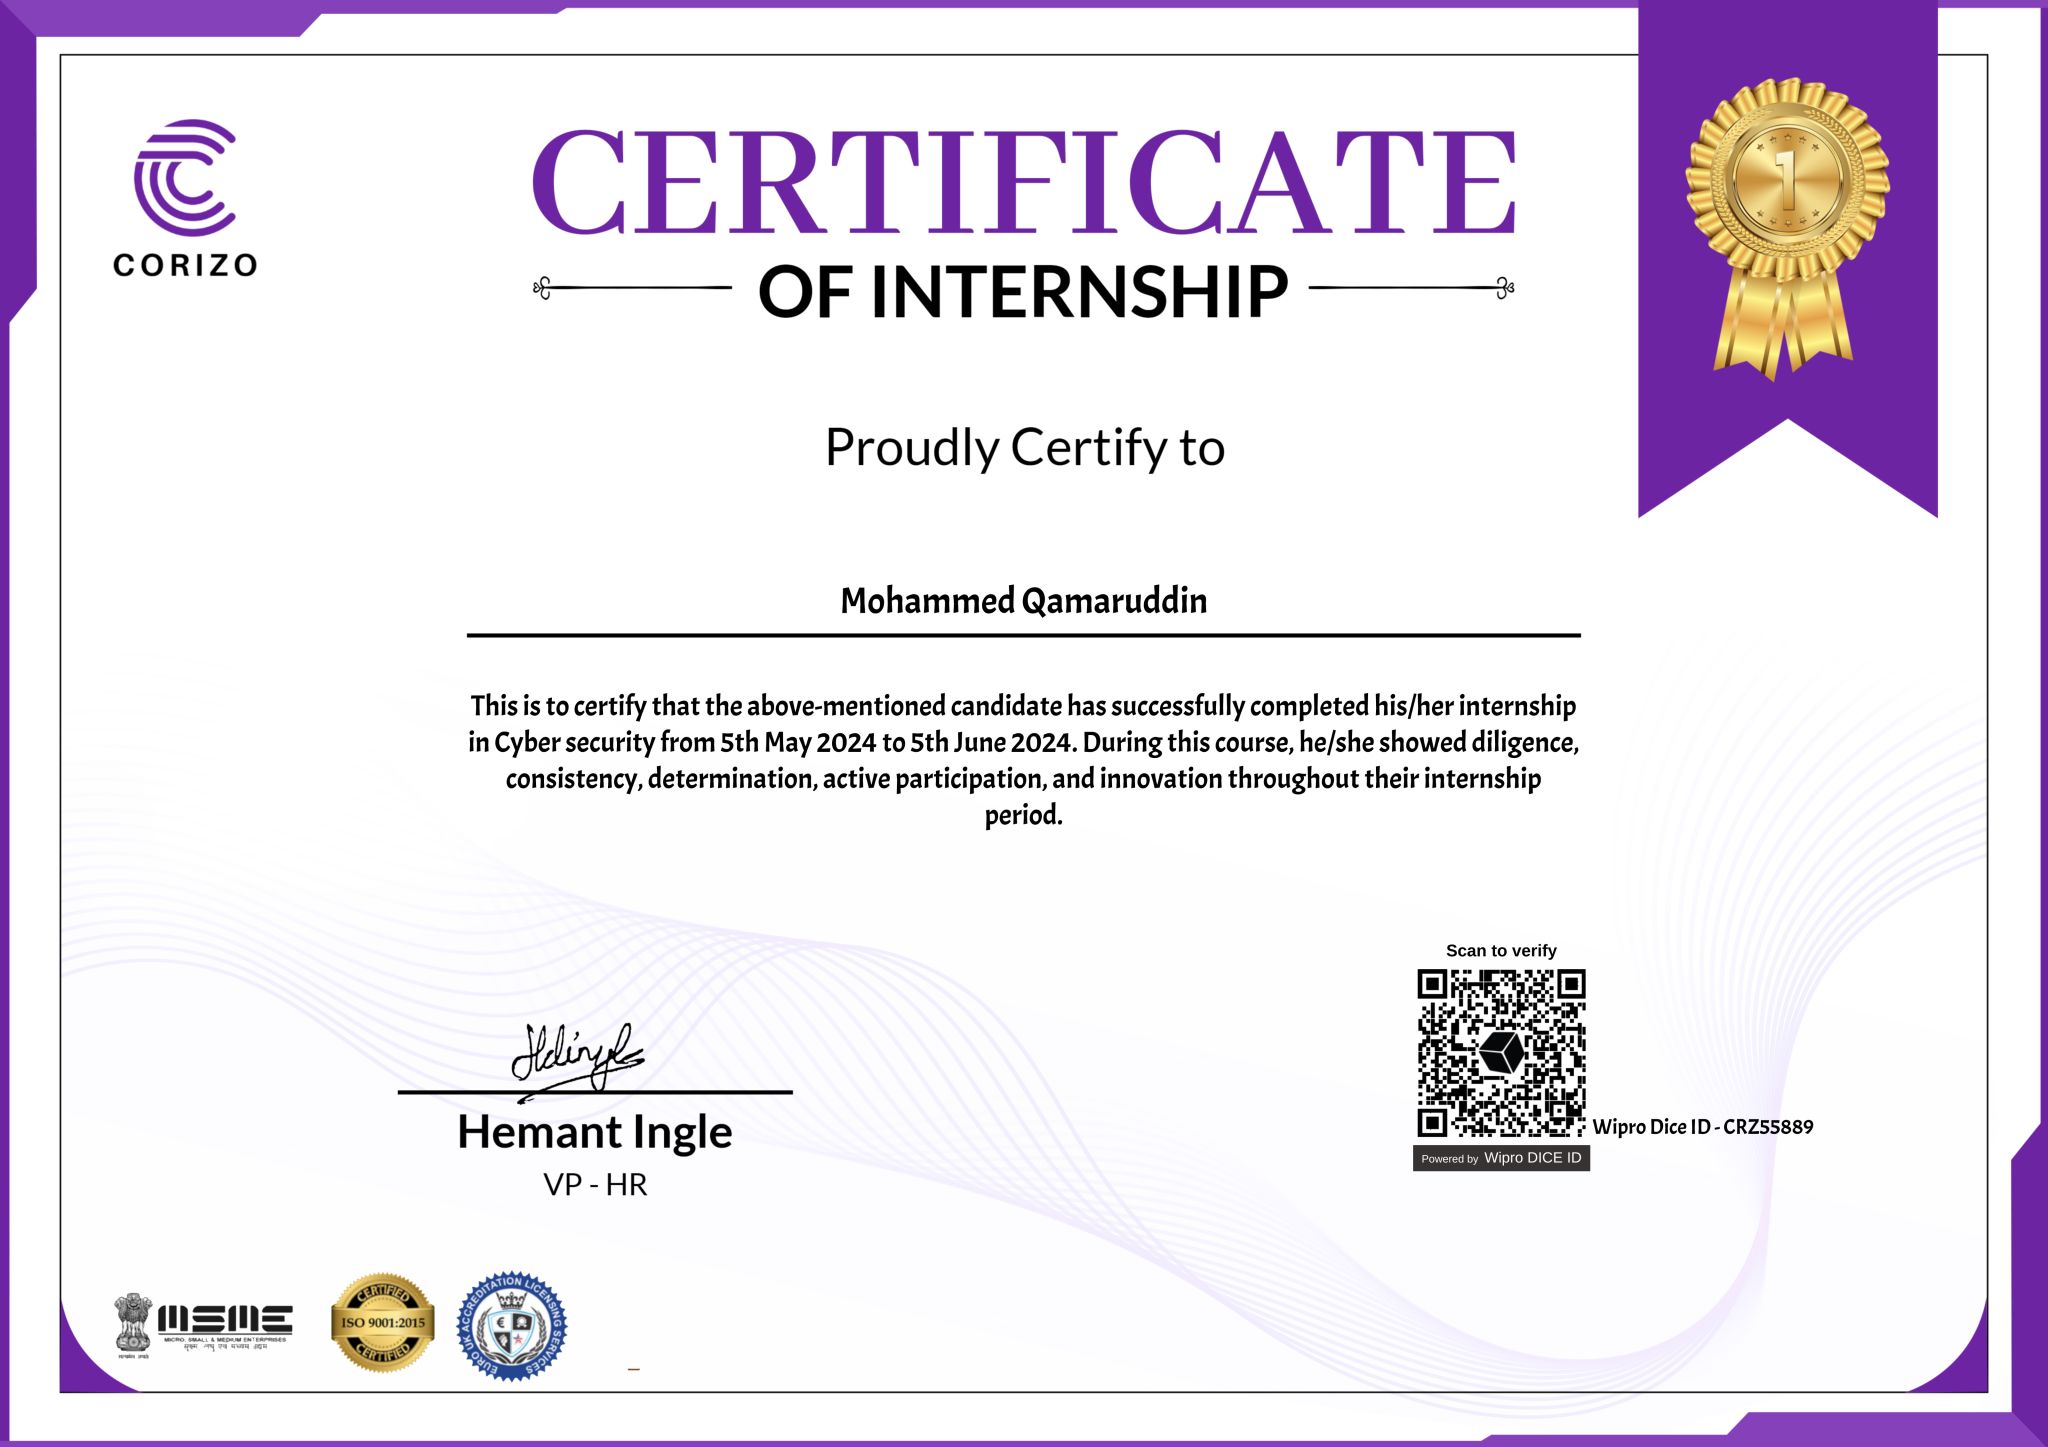 CORIZO
CERTIFICATE
OF INTERNSHIP
1
Proudly Certify to
Mohammed Qamaruddin
This is to certify that the above-mentioned candidate has successfully completed his/her internship
in Cyber security from 5th May 2024 to 5th June 2024. During this course, he/she showed diligence,
consistency, determination, active participation, and innovation throughout their internship
period.
Scan to verify
Wipro Dice ID - CRZ55889
Powered by Wipro DICE ID
Hemant Ingle
VP - HR
MSME
MICRO, SMALL & MEDIUM ENTERPRISES
CERTIFIED
ISO 9001:2015
CERTIFIED
EURO UK ACCREDITATION LICENSING SERVICES